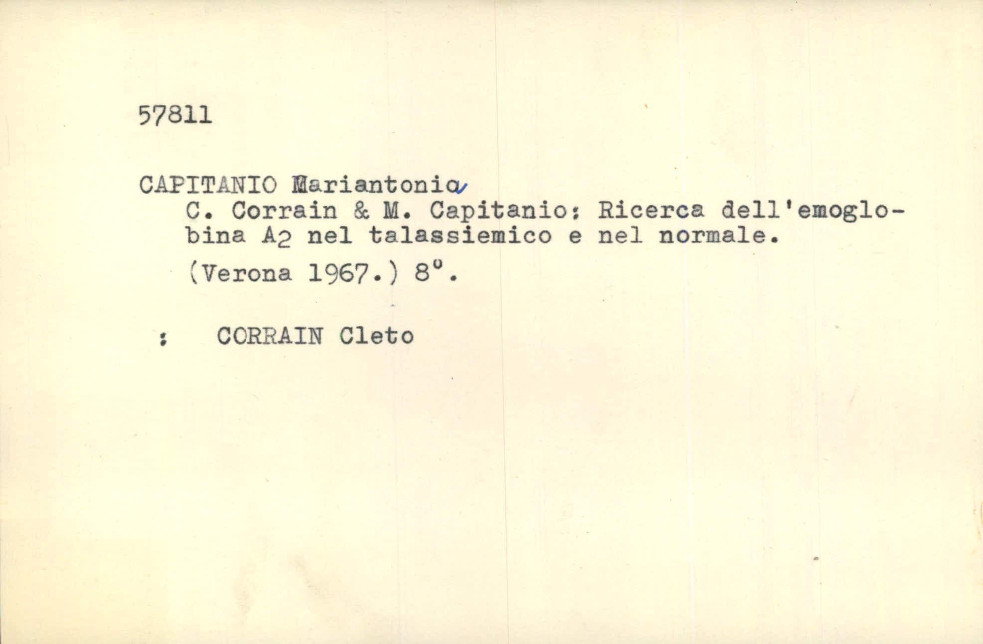 57811
CAPITANIO Mariantonia
C. Corrain & M. Capitanio: Ricerca dell'emoglo-
bina A2 nel talassiemico e nel normale.
(Verona 1967.) 8°.
: CORRAIN Cleto